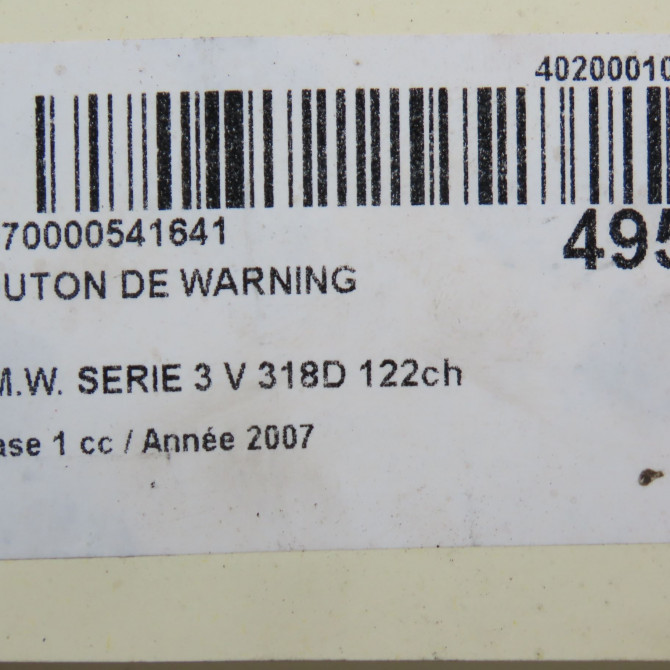 40200010
70000541641
495
UTON DE WARNING
M.W. SERIE 3 V 318D 122ch
ase 1 cc / Année 2007